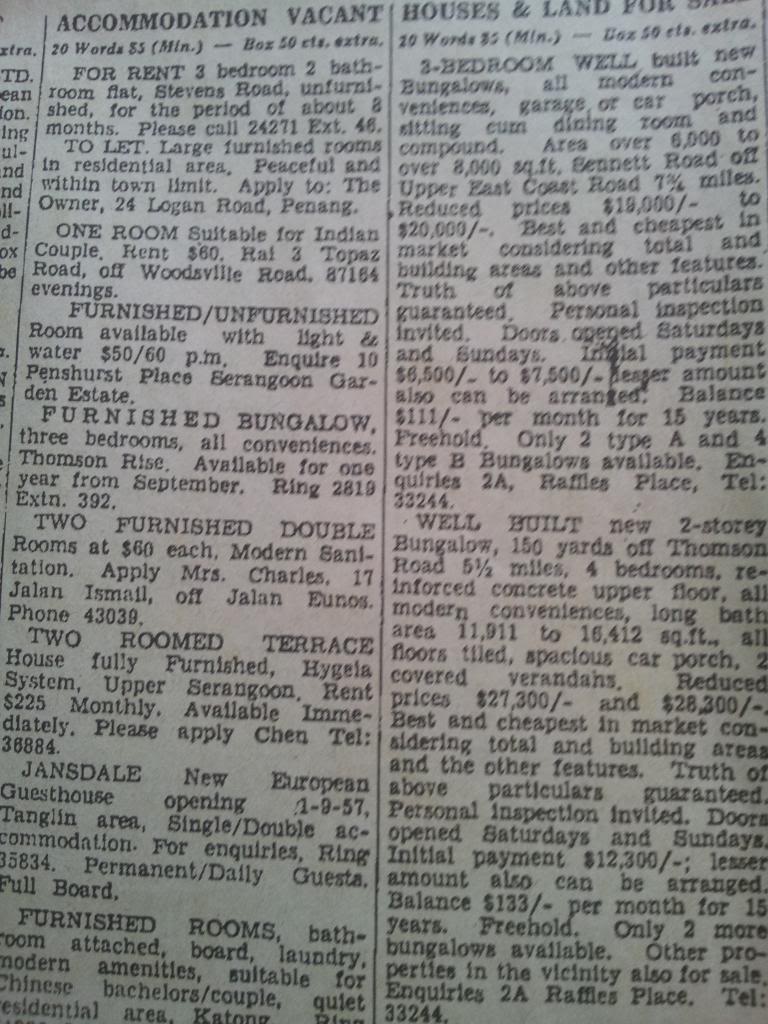 xtra.
TD.
ean
ion.
ing
ul-
and
nd
ll-
d-
ox
be
ACCOMMODATION VACANT
20 Words $5 (Min.) — Box 50 cts. extra.
FOR RENT 3 bedroom 2 bath-
room flat, Stevens Road, unfurni-
shed, for the period of about 8
months. Please call 24271 Ext. 46.
TO LET. Large furnished rooms
in residential area. Peaceful and
within town limit. Apply to: The
Owner, 24 Logan Road, Penang.
ONE ROOM Suitable for Indian
Couple. Rent $60. Rai 3 Topaz
Road, off Woodsville Road. 87164
evenings.
FURNISHED/UNFURNISHED
Room available with light &
water $50/60 p.m. Enquire 10
Penshurst Place Serangoon Gar-
den Estate.
FURNISHED BUNGALOW,
three bedrooms, all conveniences.
Thomson Rise. Available for one
year from September. Ring 2819
Extn. 392.
TWO FURNISHED DOUBLE
Rooms at $60 each, Modern Sani-
tation. Apply Mrs. Charles, 17
Jalan Ismail, off Jalan Eunos.
Phone 43039.
TWO ROOMED TERRACE
House fully Furnished, Hygeia
System, Upper Serangoon. Rent
$225 Monthly. Available Imme-
diately. Please apply Chen Tel:
36884.
JANSDALE New European
Guesthouse opening 1-9-57,
Tanglin area, Single/Double ac-
commodation. For enquiries, Ring
35834. Permanent/Daily Guests.
Full Board.
FURNISHED ROOMS, bath-
room attached, board, laundry,
modern amenities, suitable for
Chinese bachelors/couple, quiet
residential area, Katong. Ring
HOUSES & LAND FOR SALE
20 Words $5 (Min.) — Box 50 cts. extra.
3-BEDROOM WELL built new
Bungalows, all modern con-
veniences, garage or car porch,
sitting cum dining room and
compound. Area over 6,000 to
over 8,000 sq.ft. Bennett Road off
Upper East Coast Road 7¾ miles.
Reduced prices $19,000/- to
$20,000/-. Best and cheapest in
market considering total and
building areas and other features.
Truth of above particulars
guaranteed. Personal inspection
invited. Doors opened Saturdays
and Sundays. Initial payment
$6,500/- to $7,500/- lesser amount
also can be arranged. Balance
$111/- per month for 15 years.
Freehold. Only 2 type A and 4
type B Bungalows available. En-
quiries 2A, Raffles Place, Tel:
33244.
WELL BUILT new 2-storey
Bungalow, 150 yards off Thomson
Road 5½ miles, 4 bedrooms, re-
inforced concrete upper floor, all
modern conveniences, long bath
area 11,911 to 16,412 sq.ft., all
floors tiled, spacious car porch, 2
covered verandahs. Reduced
prices $27,300/- and $28,300/-.
Best and cheapest in market con-
sidering total and building areas
and the other features. Truth of
above particulars guaranteed.
Personal inspection invited. Doors
opened Saturdays and Sundays.
Initial payment $12,300/-; lesser
amount also can be arranged.
Balance $133/- per month for 15
years. Freehold. Only 2 more
bungalows available. Other pro-
perties in the vicinity also for sale.
Enquiries 2A Raffles Place. Tel:
33244.